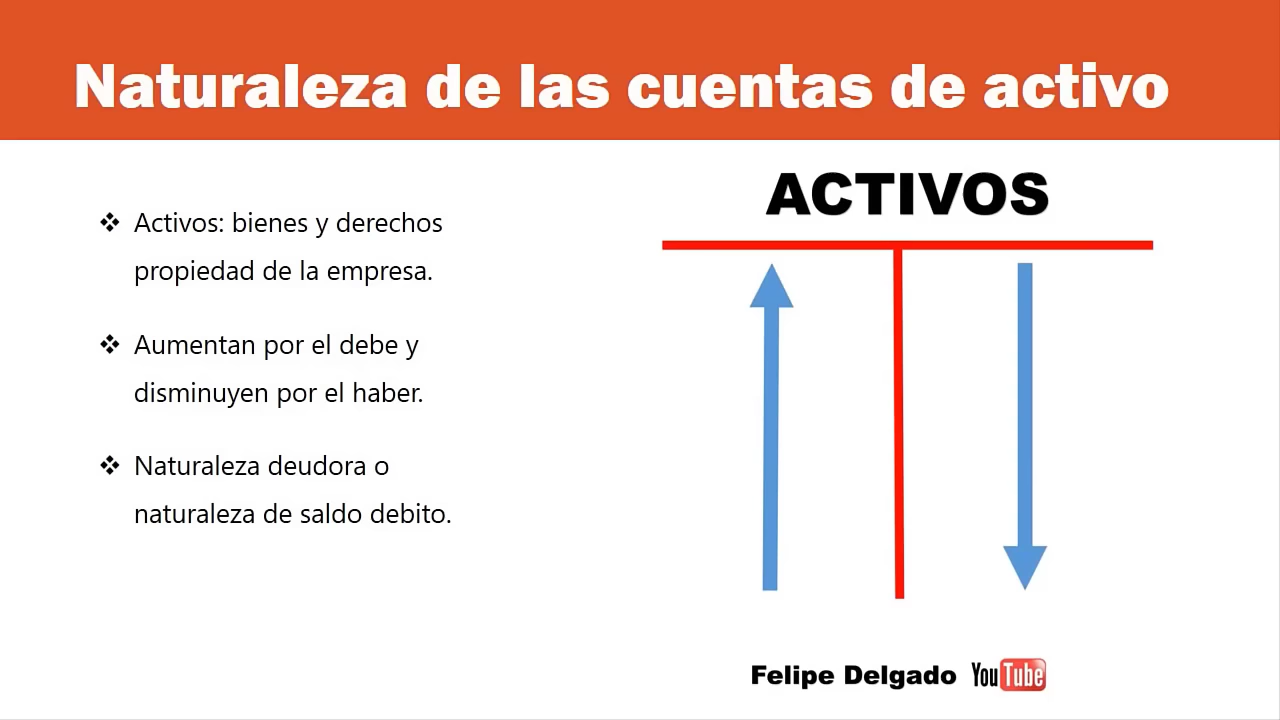 Naturaleza de las cuentas de activo
❖ Activos: bienes y derechos
propiedad de la empresa.
❖ Aumentan por el debe y
disminuyen por el haber.
❖ Naturaleza deudora o
naturaleza de saldo debito.
ACTIVOS
Felipe Delgado YouTube